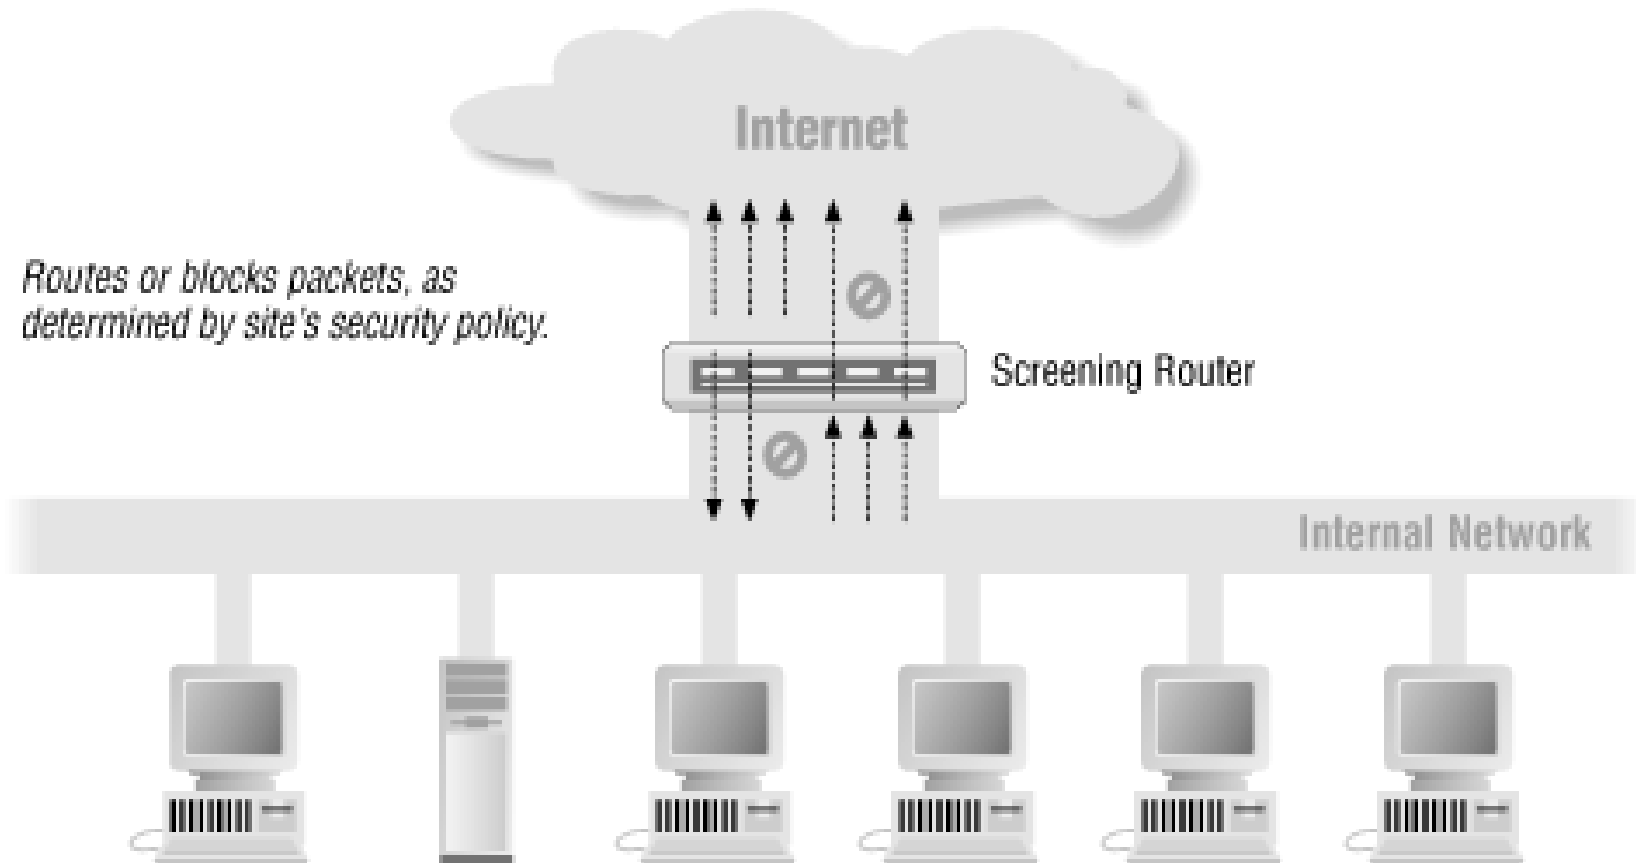 Internet
Routes or blocks packets, as
determined by site's security policy.
Screening Router
Internal Network